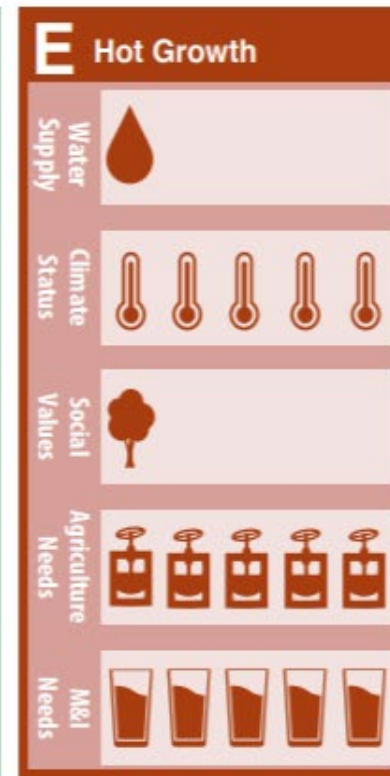 E Hot Growth
Water
Supply
Climate
Status
Social
Values
Agriculture
Needs
M&I
Needs